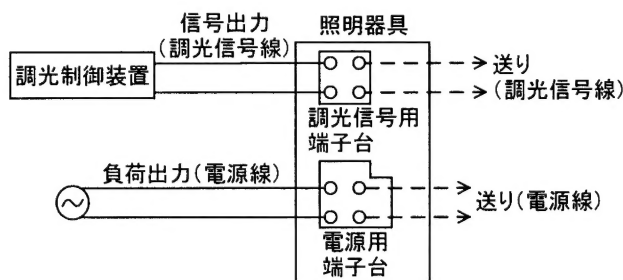 信号出力
(調光信号線)
照明器具
調光制御装置
送り
(調光信号線)
調光信号用
端子台
負荷出力(電源線)
送り(電源線)
電源用
端子台